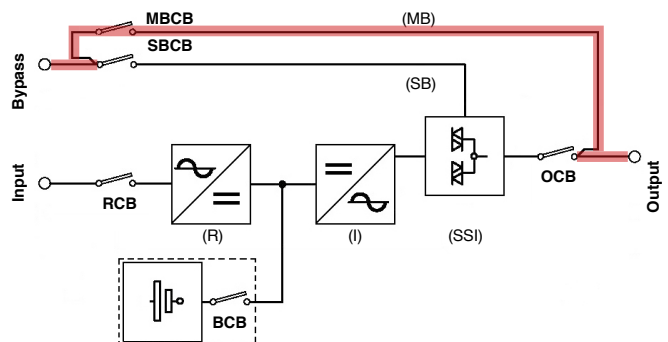 MBCB
(MB)
SBCB
Bypass
(SB)
Input
RCB
OCB
Output
(R)
(I)
(SSI)
BCB